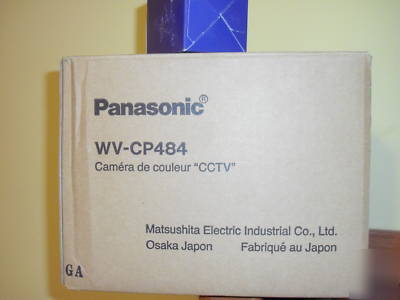 Panasonic®
WV-CP484
Caméra de couleur "CCTV"
Matsushita Electric Industrial Co., Ltd.
Osaka Japon Fabriqué au Japon
GA